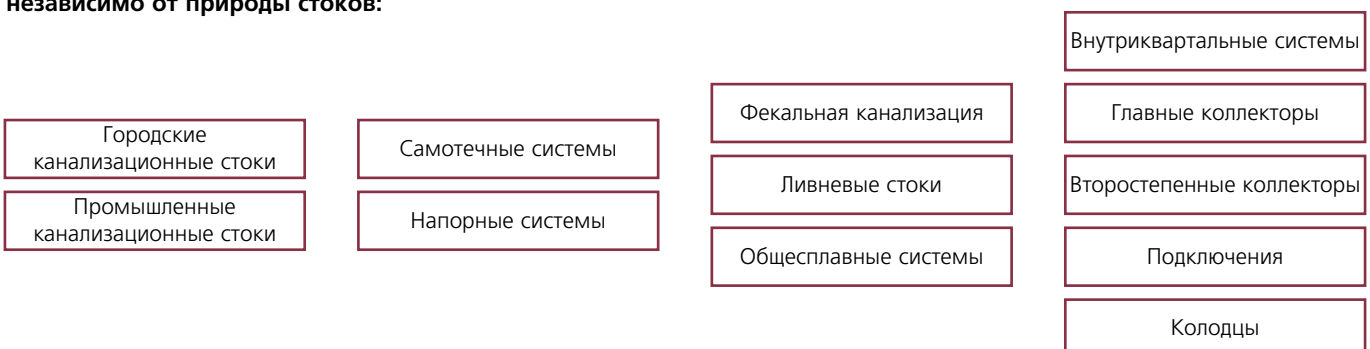 независимо от природы стоков:
Городские
канализационные стоки
Промышленные
канализационные стоки
Самотечные системы
Напорные системы
Фекальная канализация
Ливневые стоки
Общесплавные системы
Внутриквартальные системы
Главные коллекторы
Второстепенные коллекторы
Подключения
Колодцы